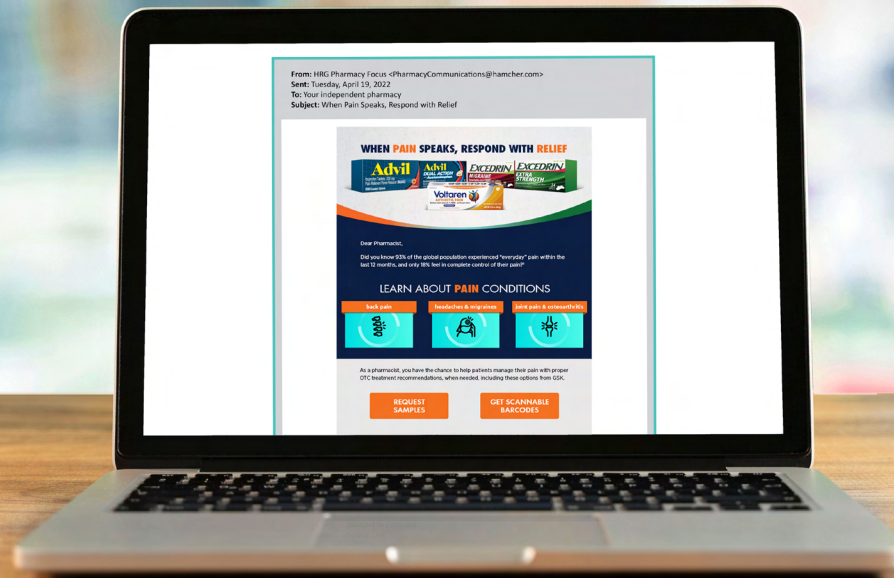 From: HRG Pharmacy Focus <PharmacyCommunications@hamcher.com>
Sent: Tuesday, April 19, 2022
To: Your independent pharmacy
Subject: When Pain Speaks, Respond with Relief
WHEN PAIN SPEAKS, RESPOND WITH RELIEF
Advil
Advil
DUAL ACTION
EXCEDRIN
MIGRAINE
EXCEDRIN
EXTRA
STRENGTH
Voltaren
ARTHRITIS PAIN
Dear Pharmacist,
Did you know 93% of the global population experienced "everyday" pain within the
last 12 months, and only 18% feel in complete control of their pain?*
LEARN ABOUT PAIN CONDITIONS
back pain
headaches & migraines
joint pain & osteoarthritis
As a pharmacist, you have the chance to help patients manage their pain with proper
OTC treatment recommendations, when needed, including these options from GSK.
REQUEST
SAMPLES
GET SCANNABLE
BARCODES